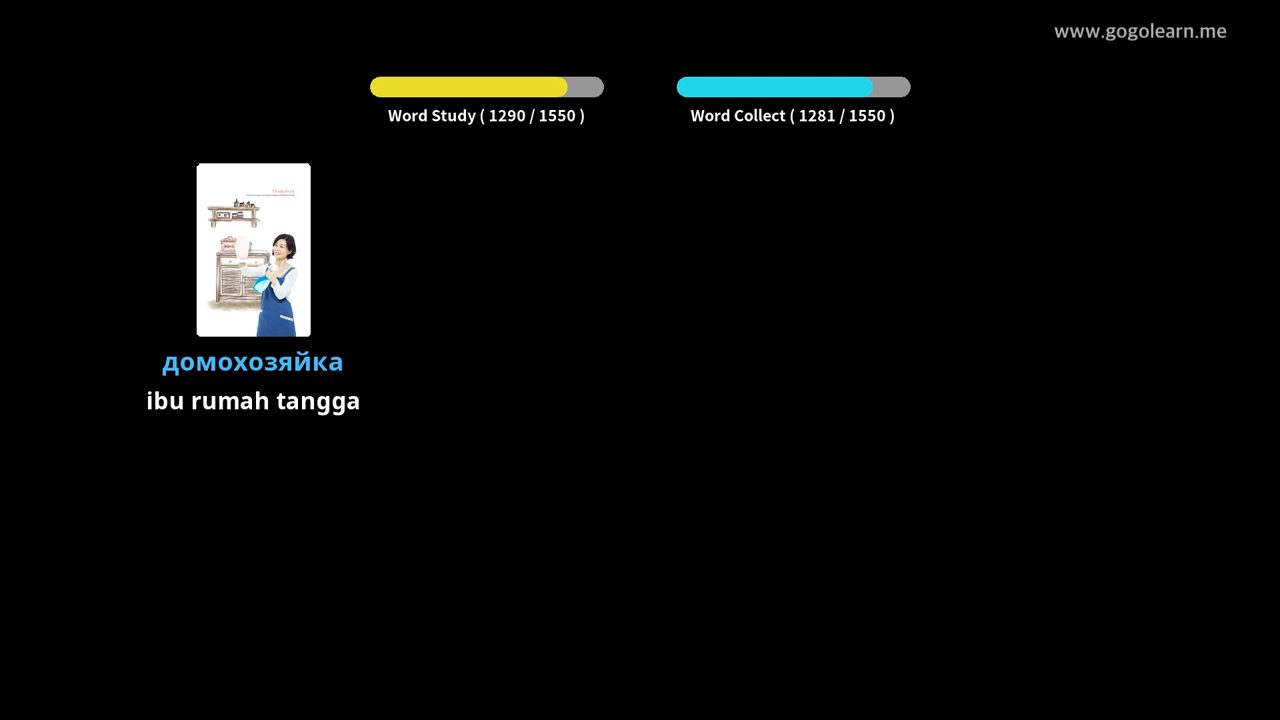 www.gogolearn.me
Word Study ( 1290 / 1550 )
Word Collect ( 1281 / 1550 )
домохозяйка
ibu rumah tangga